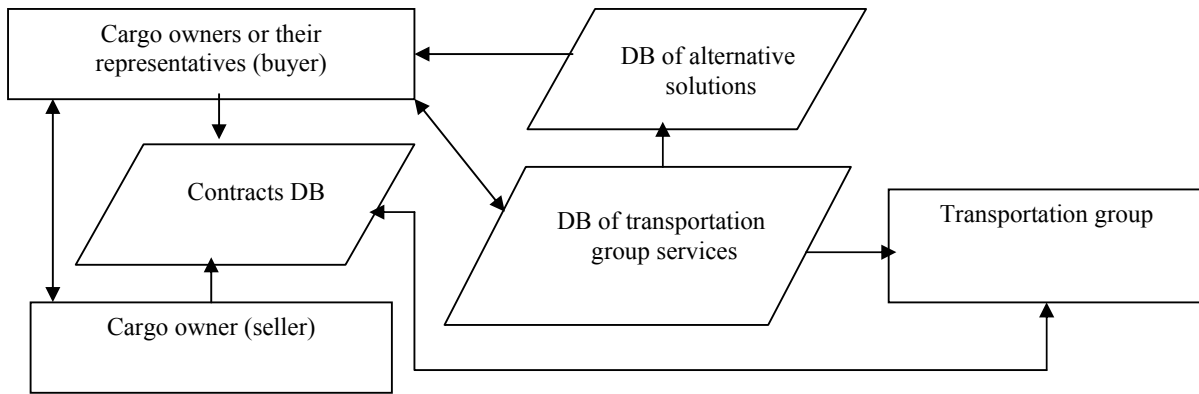 Cargo owners or their
representatives (buyer)
DB of alternative
solutions
Contracts DB
DB of transportation
group services
Transportation group
Cargo owner (seller)